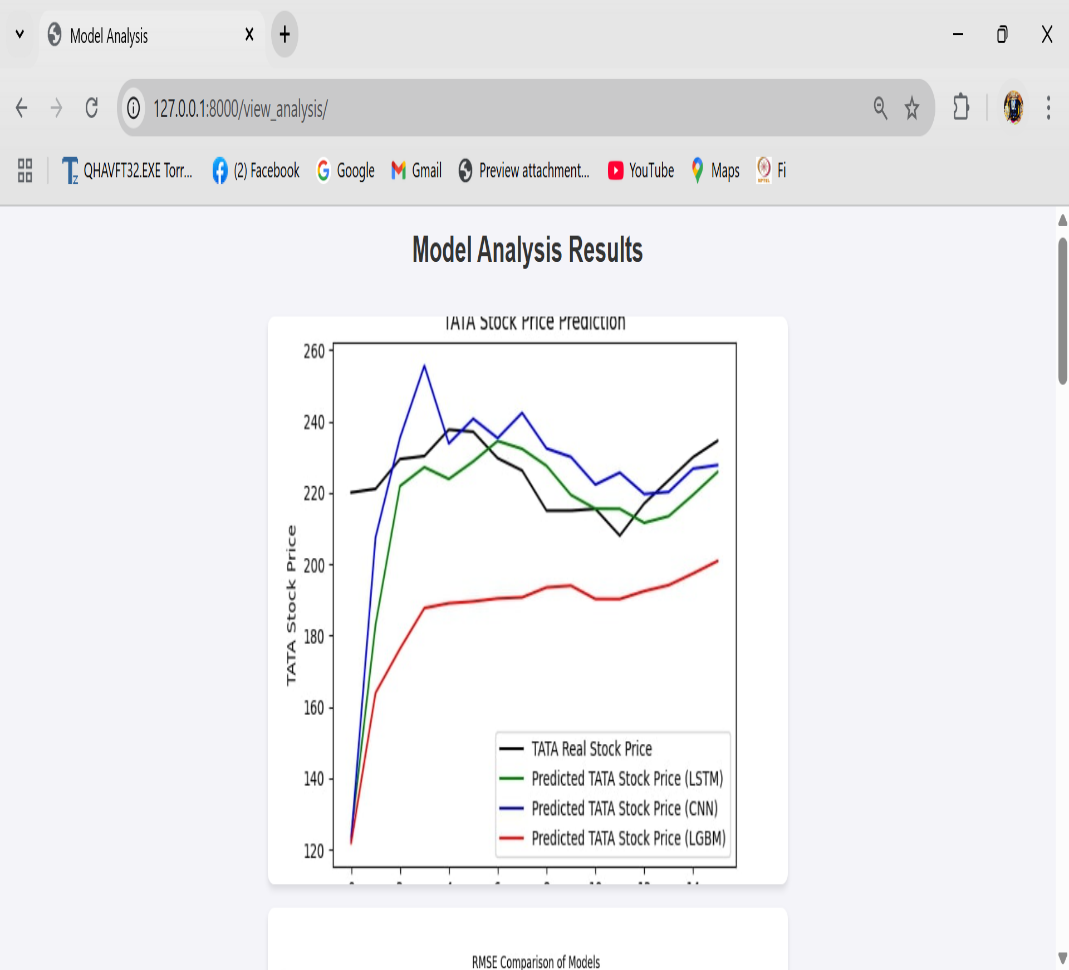 Model Analysis
127.0.0.1:8000/view_analysis/
QHAVFT32.EXE Torr... (2) Facebook Google Gmail Preview attachment... YouTube Maps Fi
Model Analysis Results
TATA Stock Price Prediction
260
240
220
200
180
160
140
120
TATA Stock Price
TATA Real Stock Price
Predicted TATA Stock Price (LSTM)
Predicted TATA Stock Price (CNN)
Predicted TATA Stock Price (LGBM)
RMSE Comparison of Models